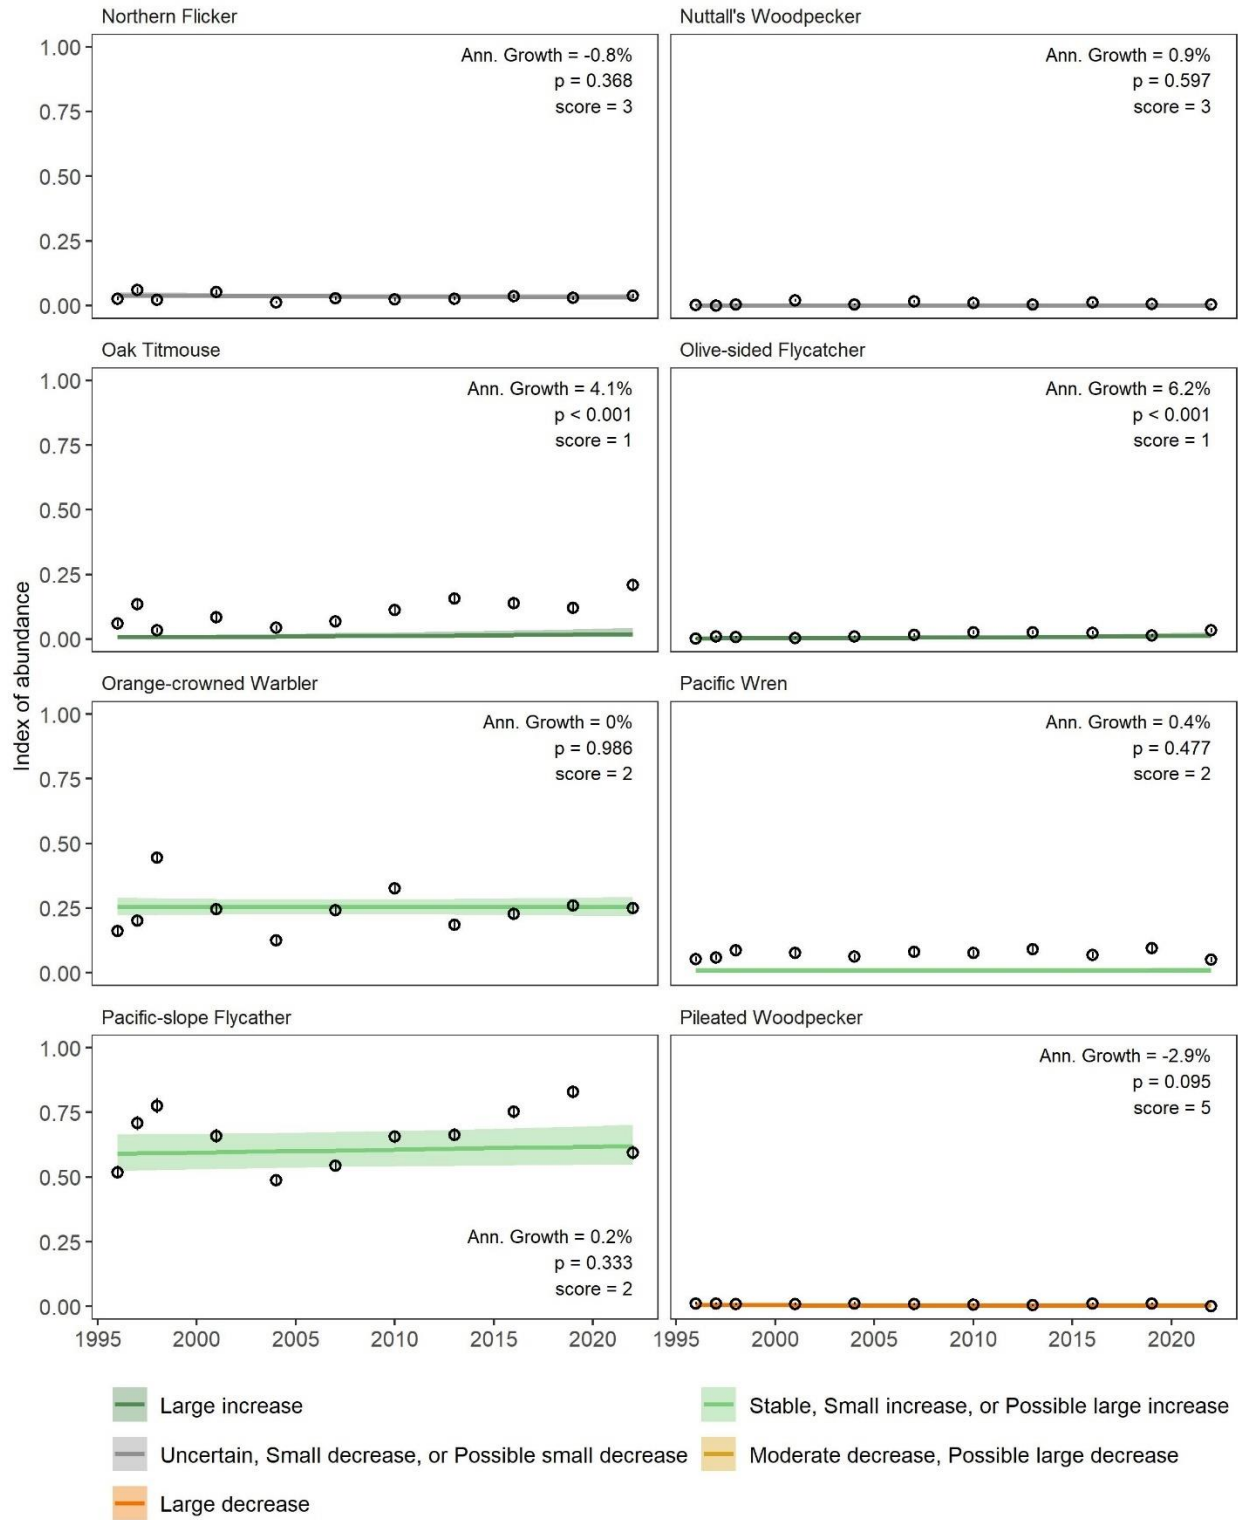 Northern Flicker
Nuttall's Woodpecker
1.00
0.75
0.50
0.25
0.00
Ann. Growth = -0.8%
p = 0.368
score = 3
Ann. Growth = 0.9%
p = 0.597
score = 3
Oak Titmouse
Olive-sided Flycatcher
1.00
0.75
0.50
0.25
0.00
Ann. Growth = 4.1%
p < 0.001
score = 1
Ann. Growth = 6.2%
p < 0.001
score = 1
Index of abundance
Orange-crowned Warbler
Pacific Wren
1.00
0.75
0.50
0.25
0.00
Ann. Growth = 0%
p = 0.986
score = 2
Ann. Growth = 0.4%
p = 0.477
score = 2
Pacific-slope Flycather
Pileated Woodpecker
1.00
0.75
0.50
0.25
0.00
Ann. Growth = 0.2%
p = 0.333
score = 2
Ann. Growth = -2.9%
p = 0.095
score = 5
1995 2000 2005 2010 2015 2020
1995 2000 2005 2010 2015 2020
Large increase
Stable, Small increase, or Possible large increase
Uncertain, Small decrease, or Possible small decrease
Moderate decrease, Possible large decrease
Large decrease